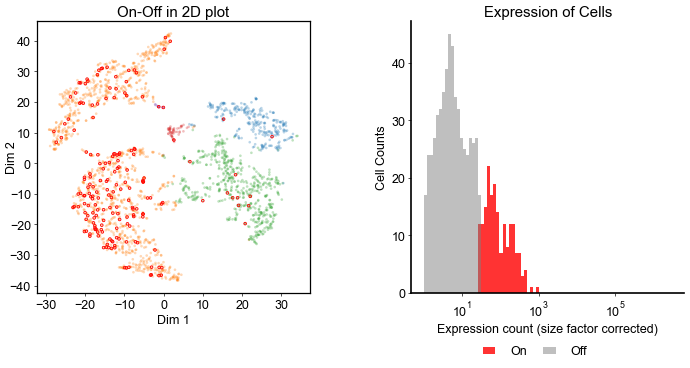 On-Off in 2D plot
Expression of Cells
40
30
20
10
0
−10
−20
−30
−40
Dim 2
−30 −20 −10 0 10 20 30
Dim 1
40
30
20
10
0
Cell Counts
10^1 10^3 10^5
Expression count (size factor corrected)
On Off